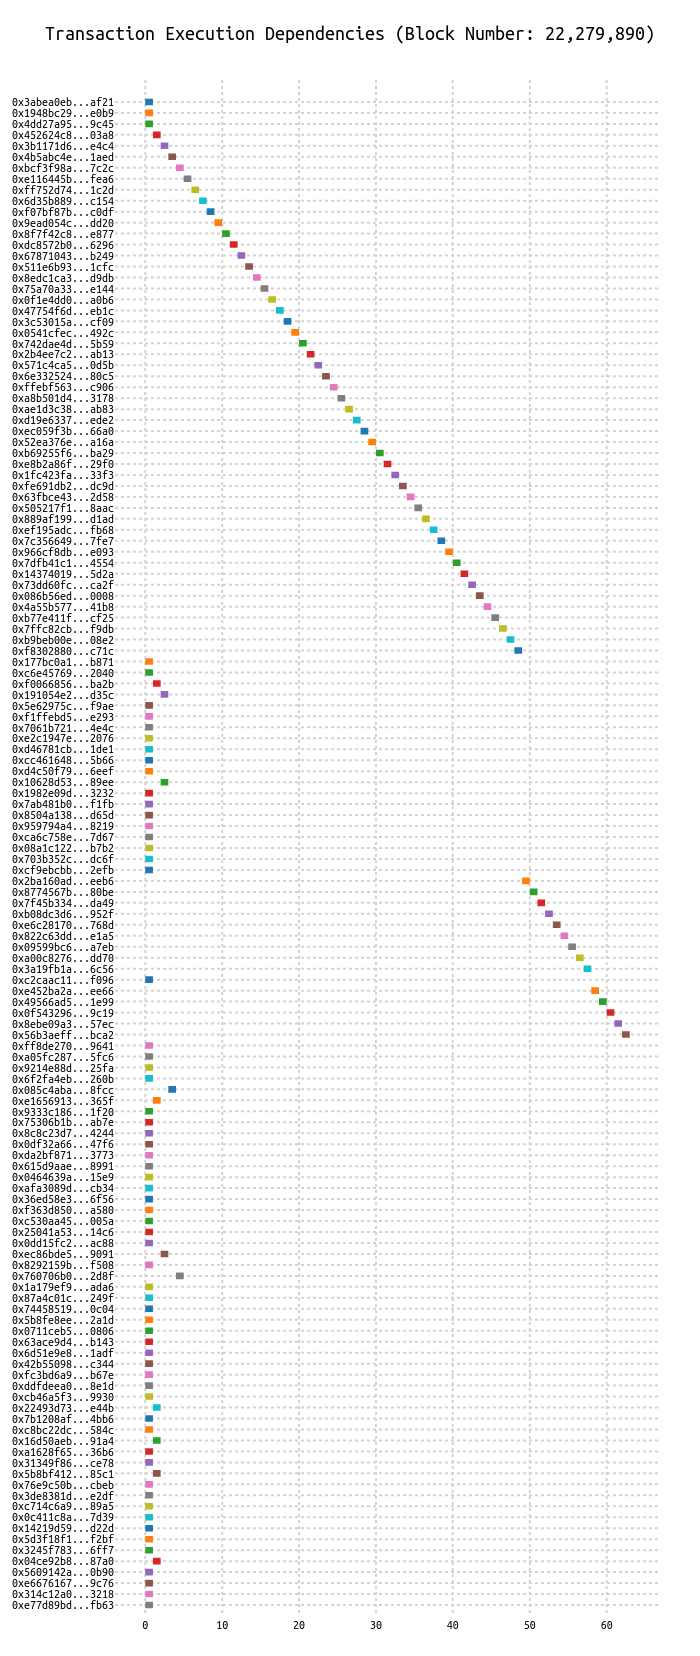 Transaction Execution Dependencies (Block Number: 22,279,890)
0x3abea0eb...af21
0x1948bc29...e0b9
0x4dd27a95...9c45
0x452624c8...03a8
0x3b1171d6...e4c4
0x4b5abc4e...1aed
0xbcf3f98a...7c2c
0xe116445b...fea6
0xff752d74...1c2d
0x6d35b889...c154
0xf07bf87b...c0df
0x9ead054c...dd20
0x8f7f42c8...e877
0xdc8572b0...6296
0x67871043...b249
0x511e6b93...1cfc
0x8edc1ca3...d9db
0x75a70a33...e144
0x0f1e4dd0...a0b6
0x47754f6d...eb1c
0x3c53015a...cf09
0x0541cfec...492c
0x742dae4d...5b59
0x2b4ee7c2...ab13
0x571c4ca5...0d5b
0x6e332524...80c5
0xffebf563...c906
0xa8b501d4...3178
0xae1d3c38...ab83
0xd19e6337...ede2
0xec059f3b...66a0
0x52ea376e...a16a
0xb69255f6...ba29
0xe8b2a86f...29f0
0x1fc423fa...33f3
0xfe691db2...dc9d
0x63fbce43...2d58
0x505217f1...8aac
0x889af199...d1ad
0xef195adc...fb68
0x7c356649...7fe7
0x966cf8db...e093
0x7dfb41c1...4554
0x14374019...5d2a
0x73dd60fc...ca2f
0x086b56ed...0008
0x4a55b577...41b8
0xb77e411f...cf25
0x7ffc82cb...f9db
0xb9beb00e...08e2
0xf8302880...c71c
0x177bc0a1...b871
0xc6e45769...2040
0xf0066856...ba2b
0x191054e2...d35c
0x5e62975c...f9ae
0xf1ffebd5...e293
0x7061b721...4e4c
0xe2c1947e...2076
0xd46781cb...1de1
0xcc461648...5b66
0xd4c50f79...6eef
0x10628d53...89ee
0x1982e09d...3232
0x7ab481b0...f1fb
0x8504a138...d65d
0x959794a4...8219
0xca6c758e...7d67
0x08a1c122...b7b2
0x703b352c...dc6f
0xcf9ebcbb...2efb
0x2ba160ad...eeb6
0x8774567b...80be
0x7f45b334...da49
0xb08dc3d6...952f
0xe6c28170...768d
0x822c63dd...e1a5
0x09599bc6...a7eb
0xa00c8276...dd70
0x3a19fb1a...6c56
0xc2caac11...f096
0xe452ba2a...ee66
0x49566ad5...1e99
0x0f543296...9c19
0x8ebe09a3...57ec
0x56b3aeff...bca2
0xff8de270...9641
0xa05fc287...5fc6
0x9214e88d...25fa
0x6f2fa4eb...260b
0x085c4aba...8fcc
0xe1656913...365f
0x9333c186...1f20
0x75306b1b...ab7e
0x8c8c23d7...4244
0x0df32a66...47f6
0xda2bf871...3773
0x615d9aae...8991
0x0464639a...15e9
0xafa3089d...cb34
0x36ed58e3...6f56
0xf363d850...a580
0xc530aa45...005a
0x25041a53...14c6
0x0dd15fc2...ac88
0xec86bde5...9091
0x8292159b...f508
0x760706b0...2d8f
0x1a179ef9...ada6
0x87a4c01c...249f
0x74458519...0c04
0x5b8fe8ee...2a1d
0x0711ceb5...0806
0x63ace9d4...b143
0x6d51e9e8...1adf
0x42b55098...c344
0xfc3bd6a9...b67e
0xddfdeea0...8e1d
0xcb46a5f3...9930
0x22493d73...e44b
0x7b1208af...4bb6
0xc8bc22dc...584c
0x16d50aeb...91a4
0xa1628f65...36b6
0x31349f86...ce78
0x5b8bf412...85c1
0x76e9c50b...cbeb
0x3de8381d...e2df
0xc714c6a9...89a5
0x0c411c8a...7d39
0x14219d59...d22d
0x5d3f18f1...f2bf
0x3245f783...6ff7
0x04ce92b8...87a0
0x5609142a...0b90
0xe6676167...9c76
0x314c12a0...3218
0xe77d89bd...fb63
0 10 20 30 40 50 60